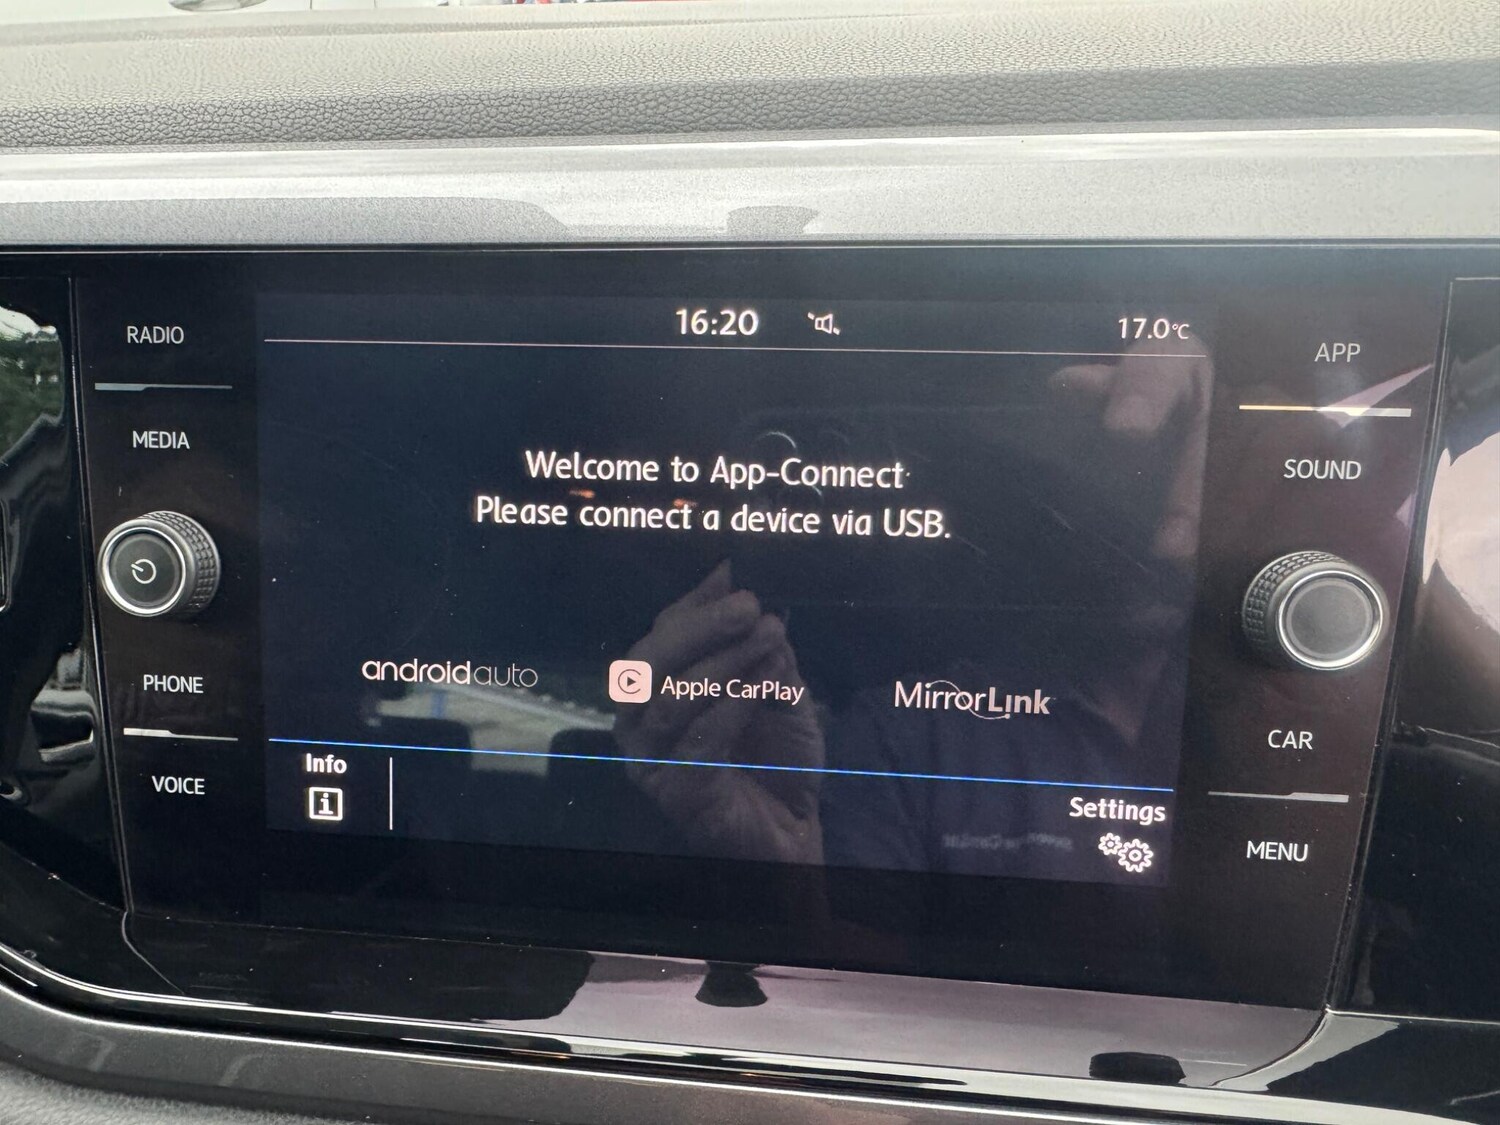 16:20
17.0°C
RADIO
MEDIA
PHONE
VOICE
Welcome to App-Connect
Please connect a device via USB.
androidauto
Apple CarPlay
MirrorLink
Info
i
Settings
APP
SOUND
CAR
MENU